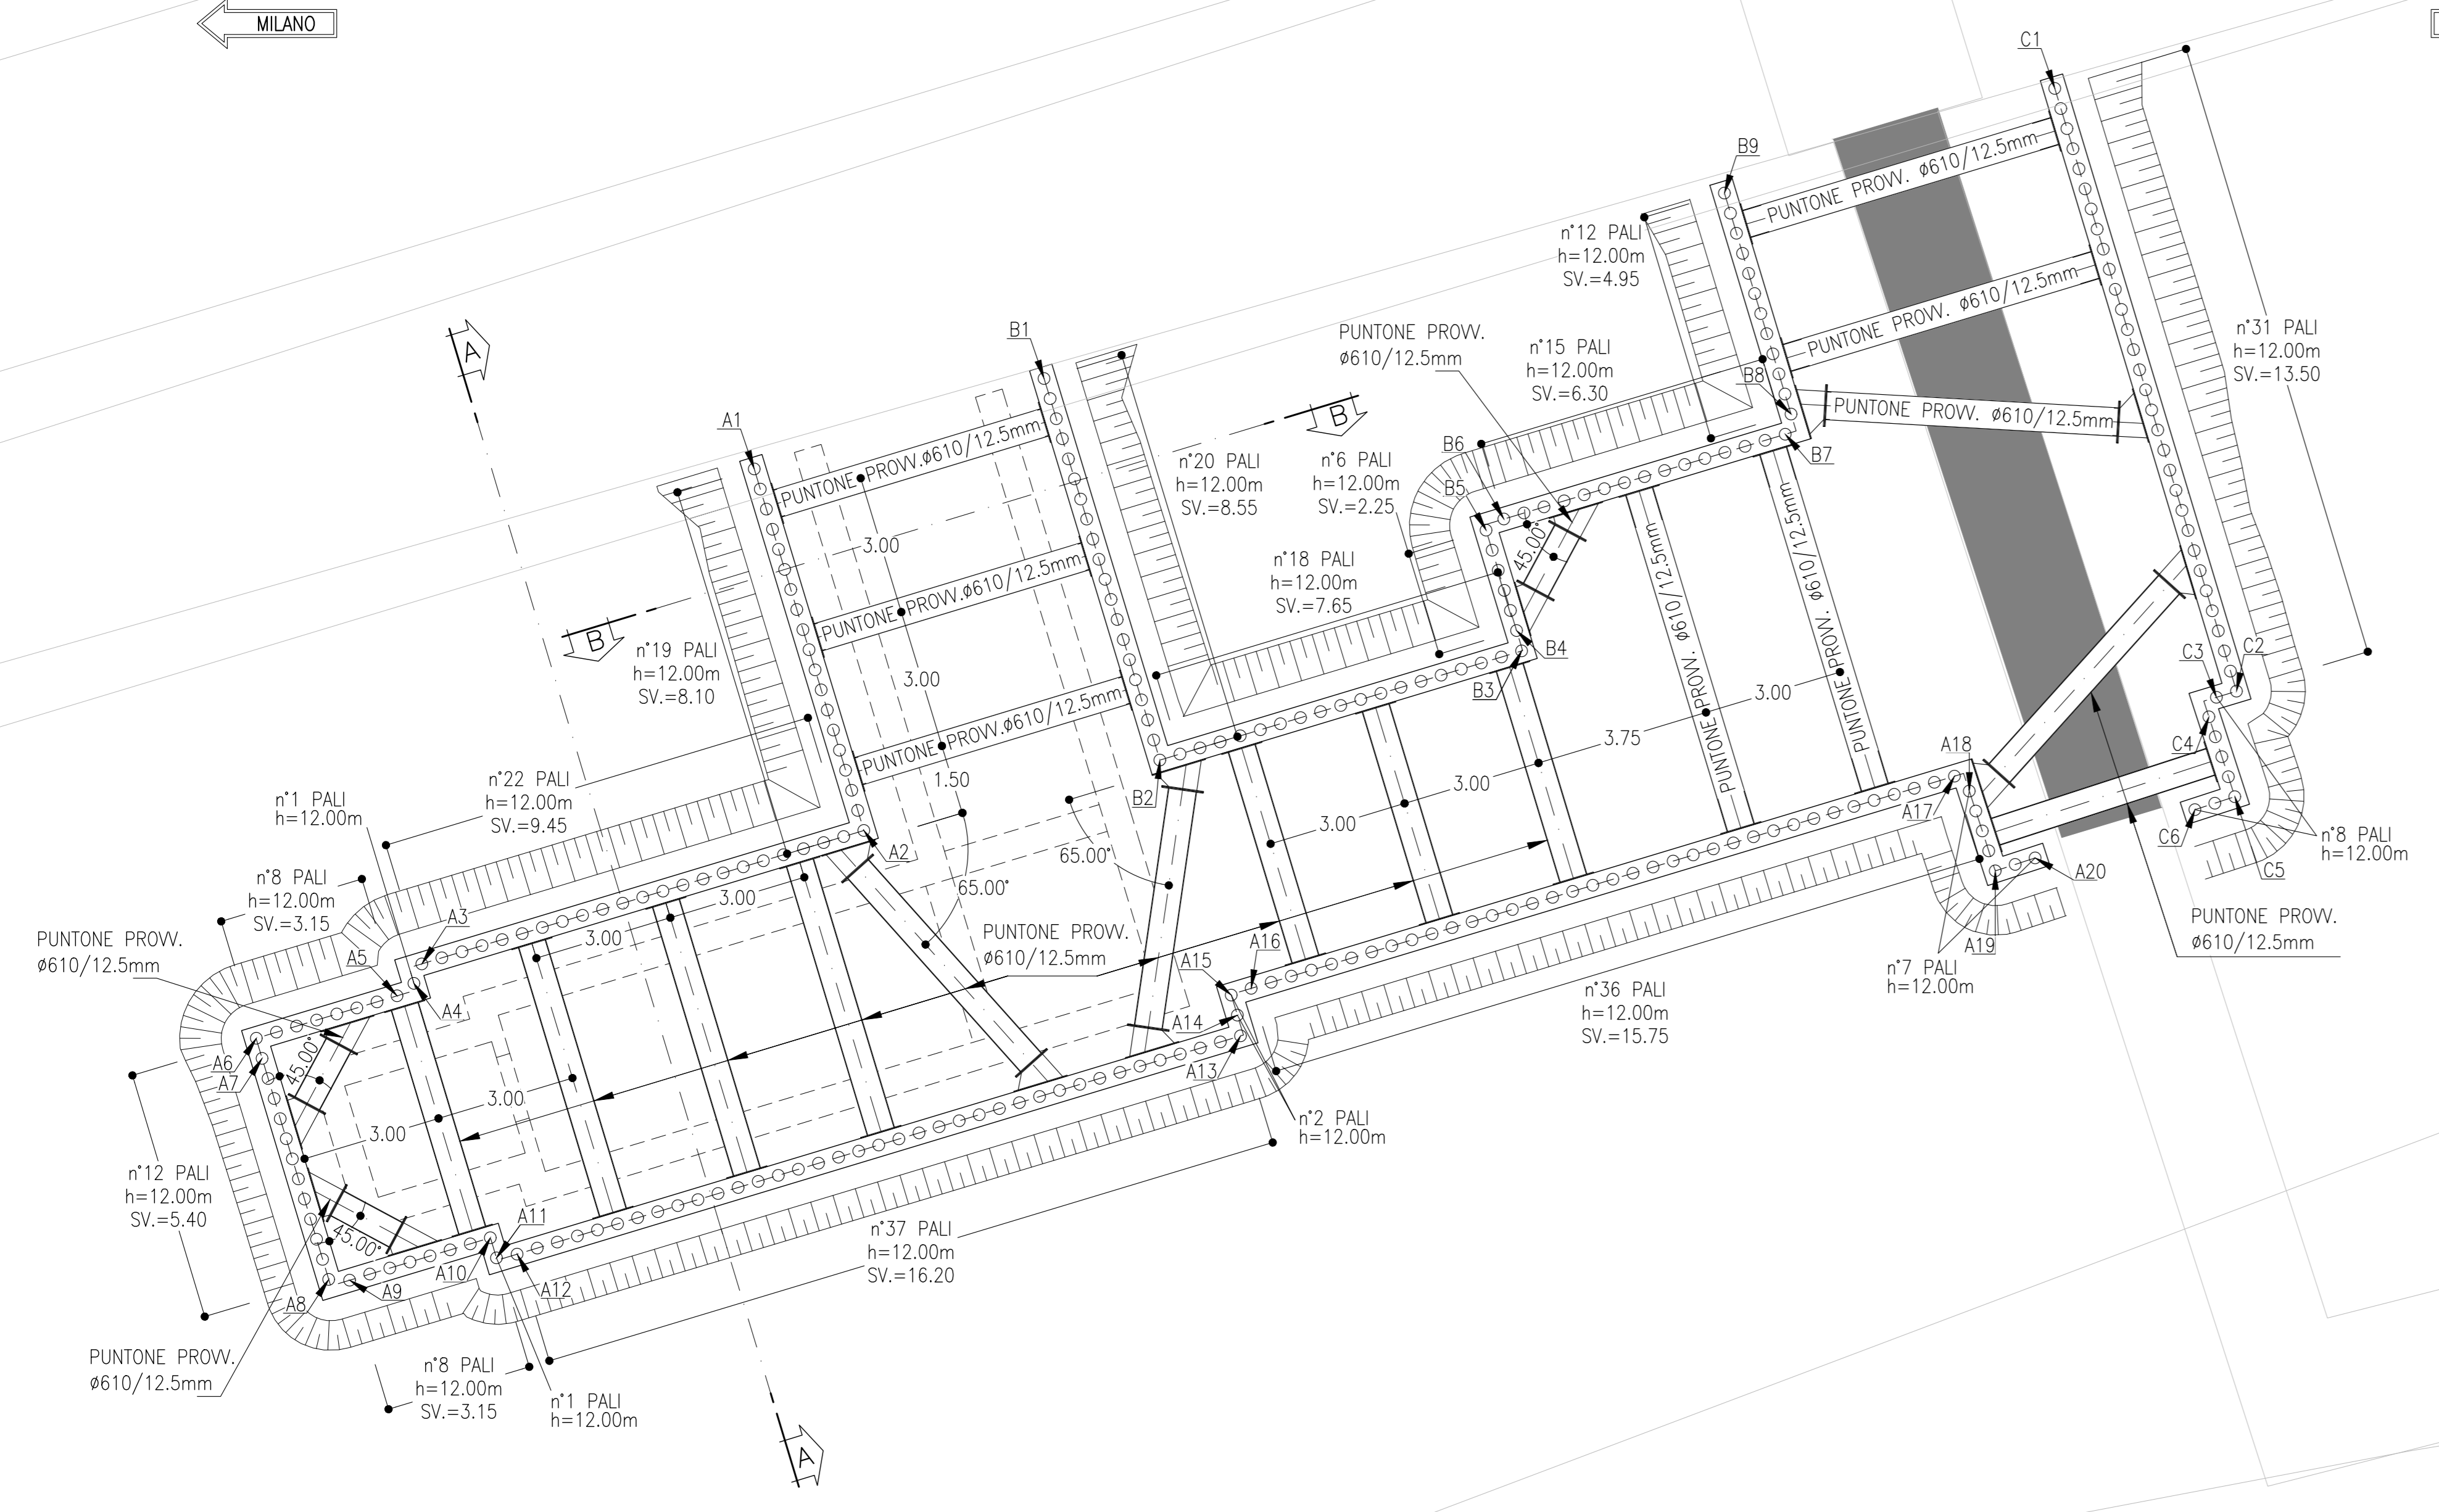 MILANO
C1
B9
PUNTONE PROVV. ø610/12.5mm
n°12 PALI
h=12.00m
SV.=4.95
PUNTONE PROVV. ø610/12.5mm
n°31 PALI
h=12.00m
SV.=13.50
A
B1
PUNTONE PROVV.
ø610/12.5mm
n°15 PALI
h=12.00m
SV.=6.30
B8
PUNTONE PROVV. ø610/12.5mm
B
A1
PUNTONE PROVV.ø610/12.5mm
B6
B7
n°20 PALI
h=12.00m
SV.=8.55
n°6 PALI
h=12.00m
SV.=2.25
B5
3.00
45.00°
PUNTONE PROVV. ø610/12.5mm
PUNTONE PROVV. ø610/12.5mm
n°18 PALI
h=12.00m
SV.=7.65
PUNTONE PROVV.ø610/12.5mm
B
n°19 PALI
h=12.00m
SV.=8.10
B4
B3
C3
C2
3.00
3.00
PUNTONE PROVV.ø610/12.5mm
1.50
3.75
A18
C4
n°22 PALI
h=12.00m
SV.=9.45
B2
3.00
A17
n°1 PALI
h=12.00m
3.00
C6
n°8 PALI
h=12.00m
A2
65.00°
65.00°
C5
A20
n°8 PALI
h=12.00m
SV.=3.15
3.00
A3
3.00
PUNTONE PROVV.
ø610/12.5mm
PUNTONE PROVV.
ø610/12.5mm
PUNTONE PROVV.
ø610/12.5mm
A5
A16
A15
A19
n°7 PALI
h=12.00m
A4
A14
n°36 PALI
h=12.00m
SV.=15.75
A6
A7
45.00°
A13
3.00
3.00
n°2 PALI
h=12.00m
n°12 PALI
h=12.00m
SV.=5.40
A11
45.00°
n°37 PALI
h=12.00m
SV.=16.20
A10
A12
A9
A8
PUNTONE PROVV.
ø610/12.5mm
n°8 PALI
h=12.00m
SV.=3.15
n°1 PALI
h=12.00m
A